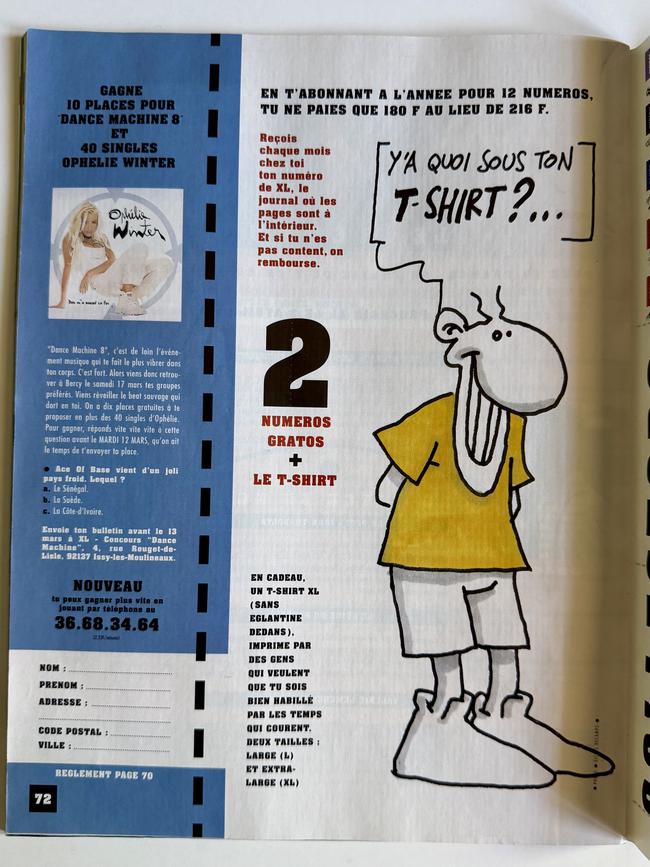 GAGNE
10 PLACES POUR
"DANCE MACHINE 8"
ET
40 SINGLES
OPHELIE WINTER
Ophélie
Winter
"Dance Machine 8", c'est de loin l'événe-
ment musique qui te fait le plus vibrer dans
ton corps. C'est fort. Alors viens donc retrou-
ver à Bercy le samedi 17 mars tes groupes
préférés. Viens réveiller le beat sauvage qui
dort en toi. On a dix places gratuites à te
proposer en plus des 40 singles d'Ophélie.
Pour gagner, réponds vite vite vite à cette
question avant le MARDI 12 MARS, qu'on ait
le temps de t'envoyer ta place.
● Ace Of Base vient d'un joli
pays froid. Lequel ?
a. Le Sénégal.
b. La Suède.
c. La Côte-d'Ivoire.
Envoie ton bulletin avant le 13
mars à XL - Concours "Dance
Machine", 4, rue Rouget-de-
Lisle, 92137 Issy-les-Moulineaux.
NOUVEAU
tu peux gagner plus vite en
jouant par téléphone au
36.68.34.64
NOM :
PRENOM :
ADRESSE :
CODE POSTAL :
VILLE :
REGLEMENT PAGE 70
72
EN T'ABONNANT A L'ANNEE POUR 12 NUMEROS,
TU NE PAIES QUE 180 F AU LIEU DE 216 F.
Reçois
chaque mois
chez toi
ton numéro
de XL, le
journal où les
pages sont à
l'intérieur.
Et si tu n'es
pas content, on
rembourse.
Y'A QUOI SOUS TON
T-SHIRT ?...
2
NUMEROS
GRATOS
+
LE T-SHIRT
EN CADEAU,
UN T-SHIRT XL
(SANS
EGLANTINE
DEDANS),
IMPRIME PAR
DES GENS
QUI VEULENT
QUE TU SOIS
BIEN HABILLÉ
PAR LES TEMPS
QUI COURENT.
DEUX TAILLES :
LARGE (L)
ET EXTRA-
LARGE (XL)